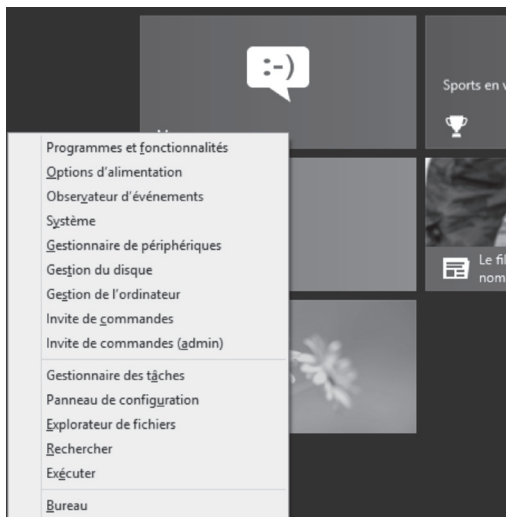 :-)
Sports en v
Le fil
nom
Programmes et fonctionnalités
Options d'alimentation
Observateur d'événements
Système
Gestionnaire de périphériques
Gestion du disque
Gestion de l'ordinateur
Invite de commandes
Invite de commandes (admin)
Gestionnaire des tâches
Panneau de configuration
Explorateur de fichiers
Rechercher
Exécuter
Bureau